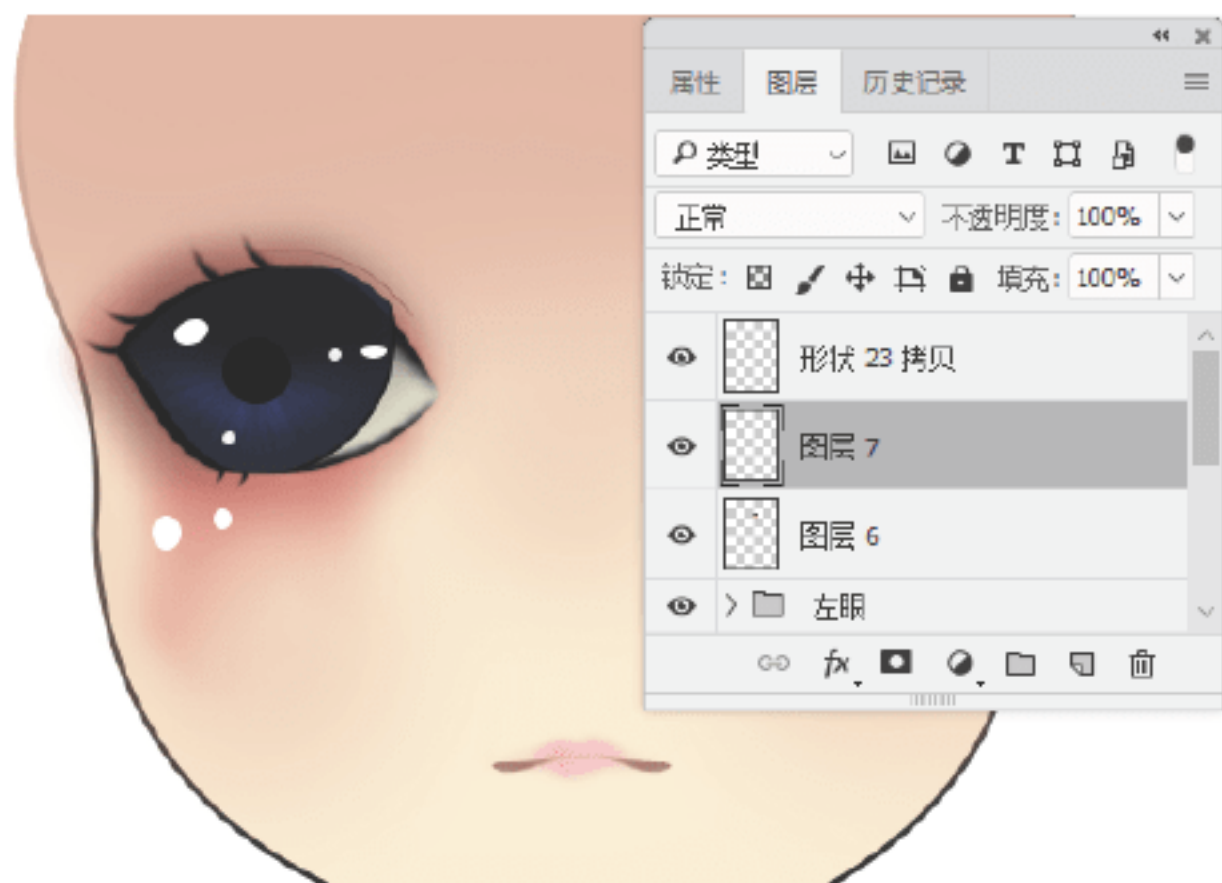 属性 图层 历史记录
类型
正常 不透明度: 100%
锁定: 填充: 100%
形状 23 拷贝
图层 7
图层 6
左眼
fx